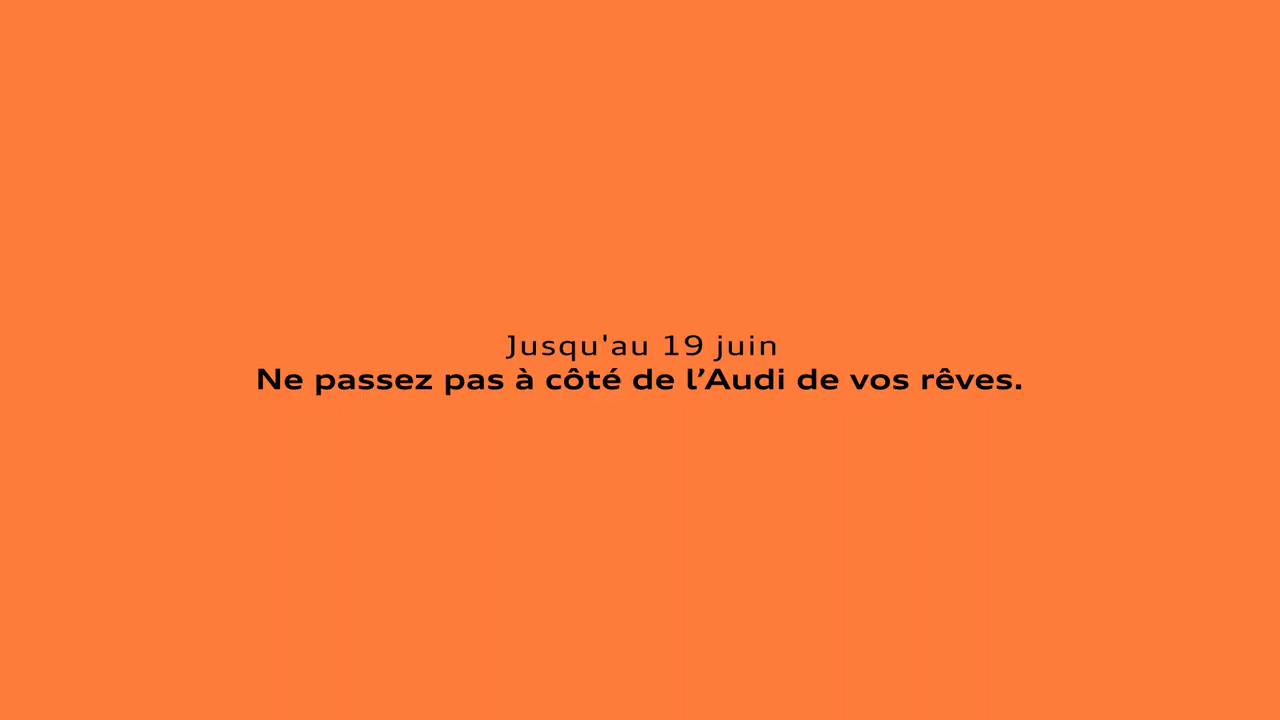 Jusqu'au 19 juin
Ne passez pas à côté de l’Audi de vos rêves.